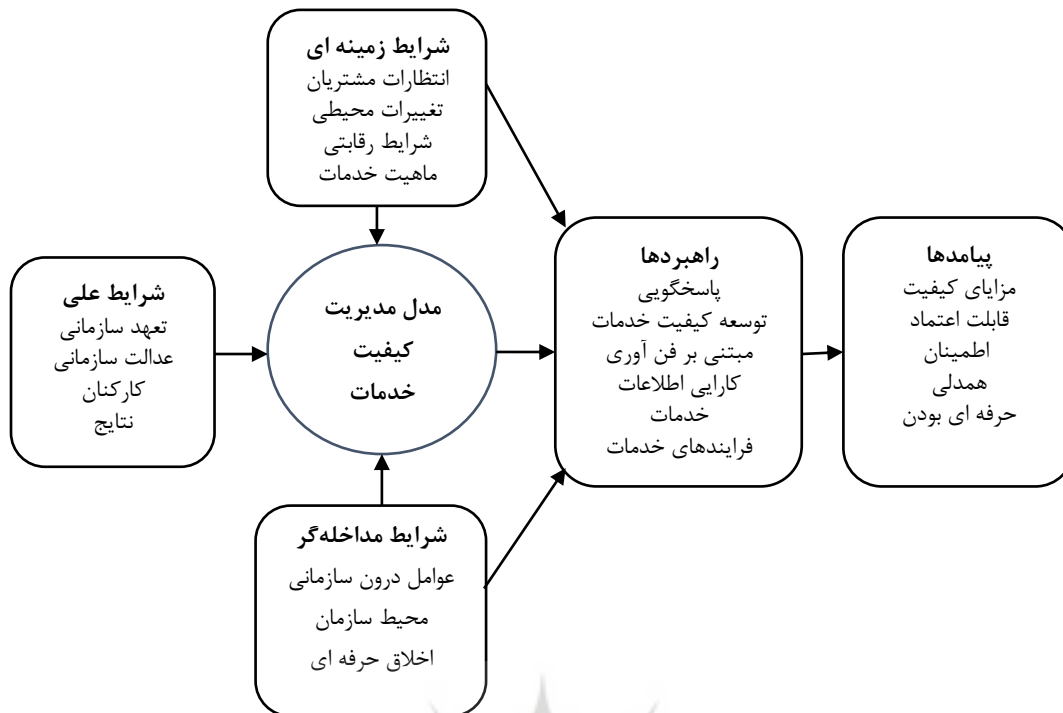 شرایط زمینه ای
انتظارات مشتریان
تغییرات محیطی
شرایط رقابتی
ماهیت خدمات
شرایط علی
تعهد سازمانی
عدالت سازمانی
کارکنان
نتایج
مدل مدیریت
کیفیت
خدمات
راهبردها
پاسخگویی
توسعه کیفیت خدمات
مبتنی بر فن آوری
کارایی اطلاعات
خدمات
فرایندهای خدمات
پیامدها
مزایای کیفیت
قابلت اعتماد
اطمینان
همدلی
حرفه ای بودن
شرایط مداخله‌گر
عوامل درون سازمانی
محیط سازمان
اخلاق حرفه ای